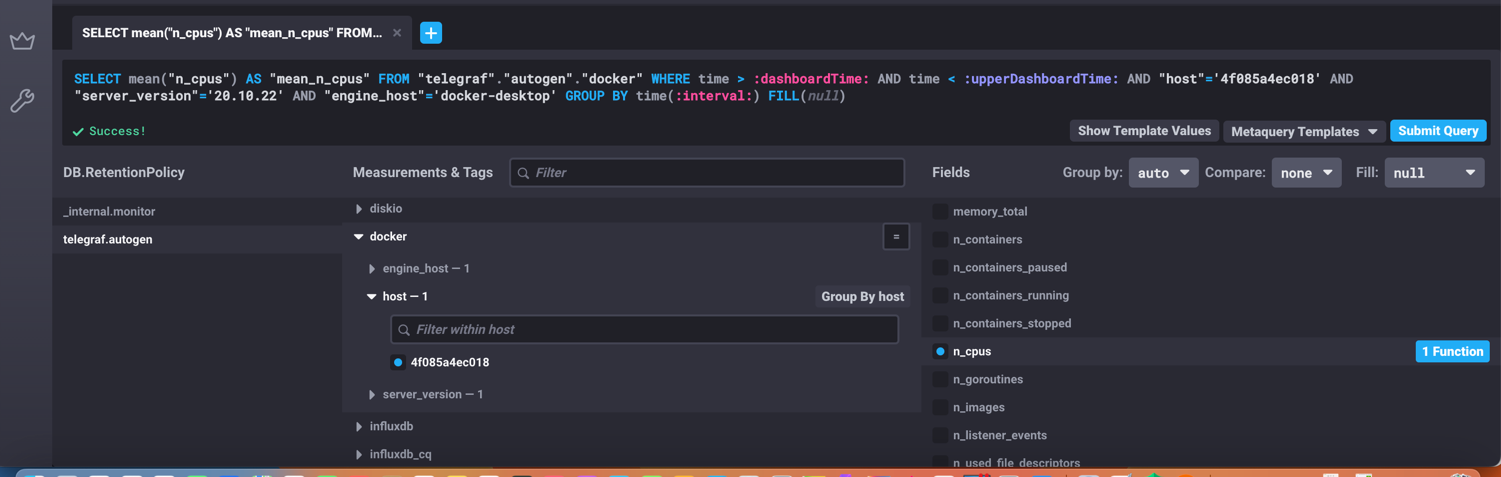 SELECT mean("n_cpus") AS "mean_n_cpus" FROM...
SELECT mean("n_cpus") AS "mean_n_cpus" FROM "telegraf"."autogen"."docker" WHERE time > :dashboardTime: AND time < :upperDashboardTime: AND "host"='4f085a4ec018' AND
"server_version"='20.10.22' AND "engine_host"='docker-desktop' GROUP BY time(:interval:) FILL(null)
Success!
Show Template Values
Metaquery Templates
Submit Query
DB.RetentionPolicy
_internal.monitor
telegraf.autogen
Measurements & Tags
Filter
diskio
docker
=
engine_host — 1
host — 1
Group By host
Filter within host
4f085a4ec018
server_version — 1
influxdb
influxdb_cq
Fields
Group by:
auto
Compare:
none
Fill:
null
memory_total
n_containers
n_containers_paused
n_containers_running
n_containers_stopped
n_cpus
1 Function
n_goroutines
n_images
n_listener_events
n_used_file_descriptors